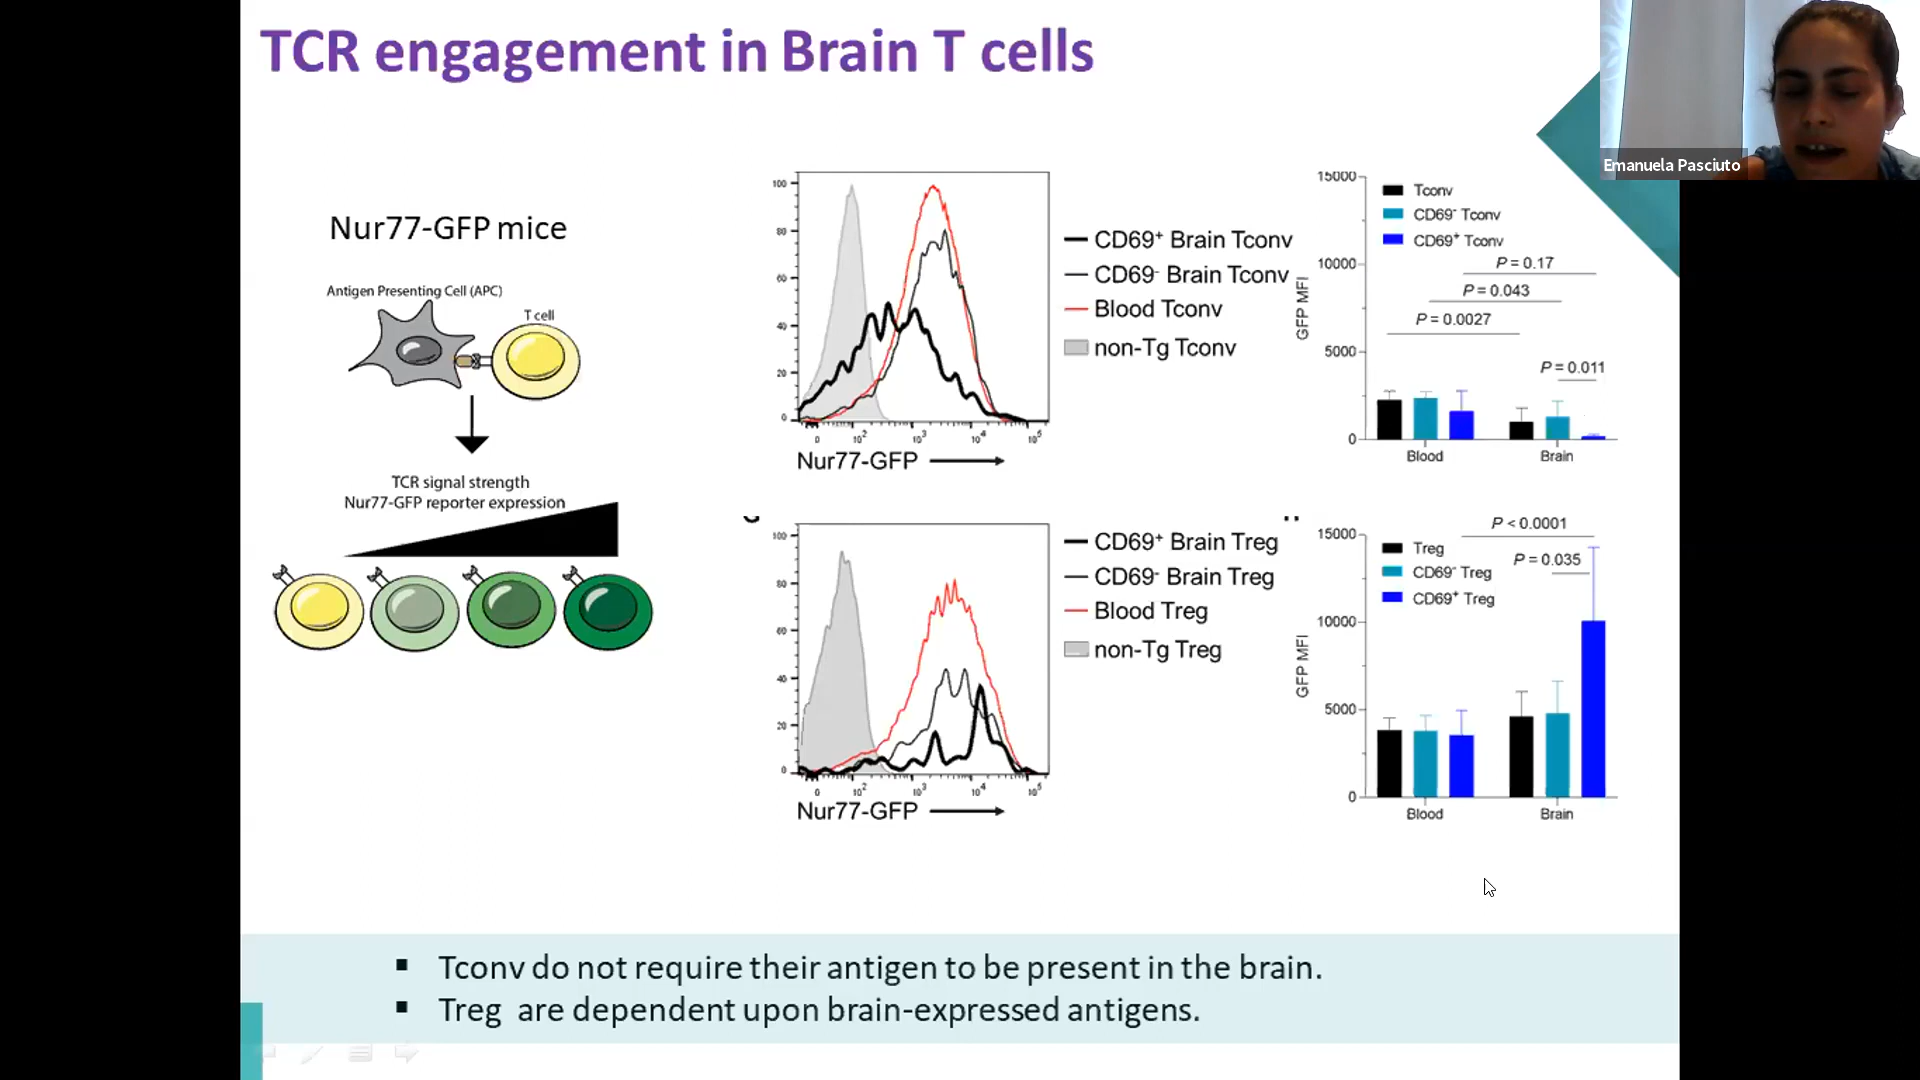 TCR engagement in Brain T cells
Emanuela Pasciuto
Nur77-GFP mice
Antigen Presenting Cell (APC)
T cell
TCR signal strength
Nur77-GFP reporter expression
100
80
60
40
20
0
0 10² 10³ 10⁴ 10⁵
Nur77-GFP
CD69⁺ Brain Tconv
CD69⁻ Brain Tconv
Blood Tconv
non-Tg Tconv
15000
10000
5000
0
GFP MFI
Tconv
CD69⁻ Tconv
CD69⁺ Tconv
P = 0.17
P = 0.043
P = 0.0027
P = 0.011
Blood Brain
100
80
60
40
20
0
0 10² 10³ 10⁴ 10⁵
Nur77-GFP
CD69⁺ Brain Treg
CD69⁻ Brain Treg
Blood Treg
non-Tg Treg
15000
10000
5000
0
GFP MFI
Treg
CD69⁻ Treg
CD69⁺ Treg
P < 0.0001
P = 0.035
Blood Brain
▪ Tconv do not require their antigen to be present in the brain.
▪ Treg are dependent upon brain-expressed antigens.